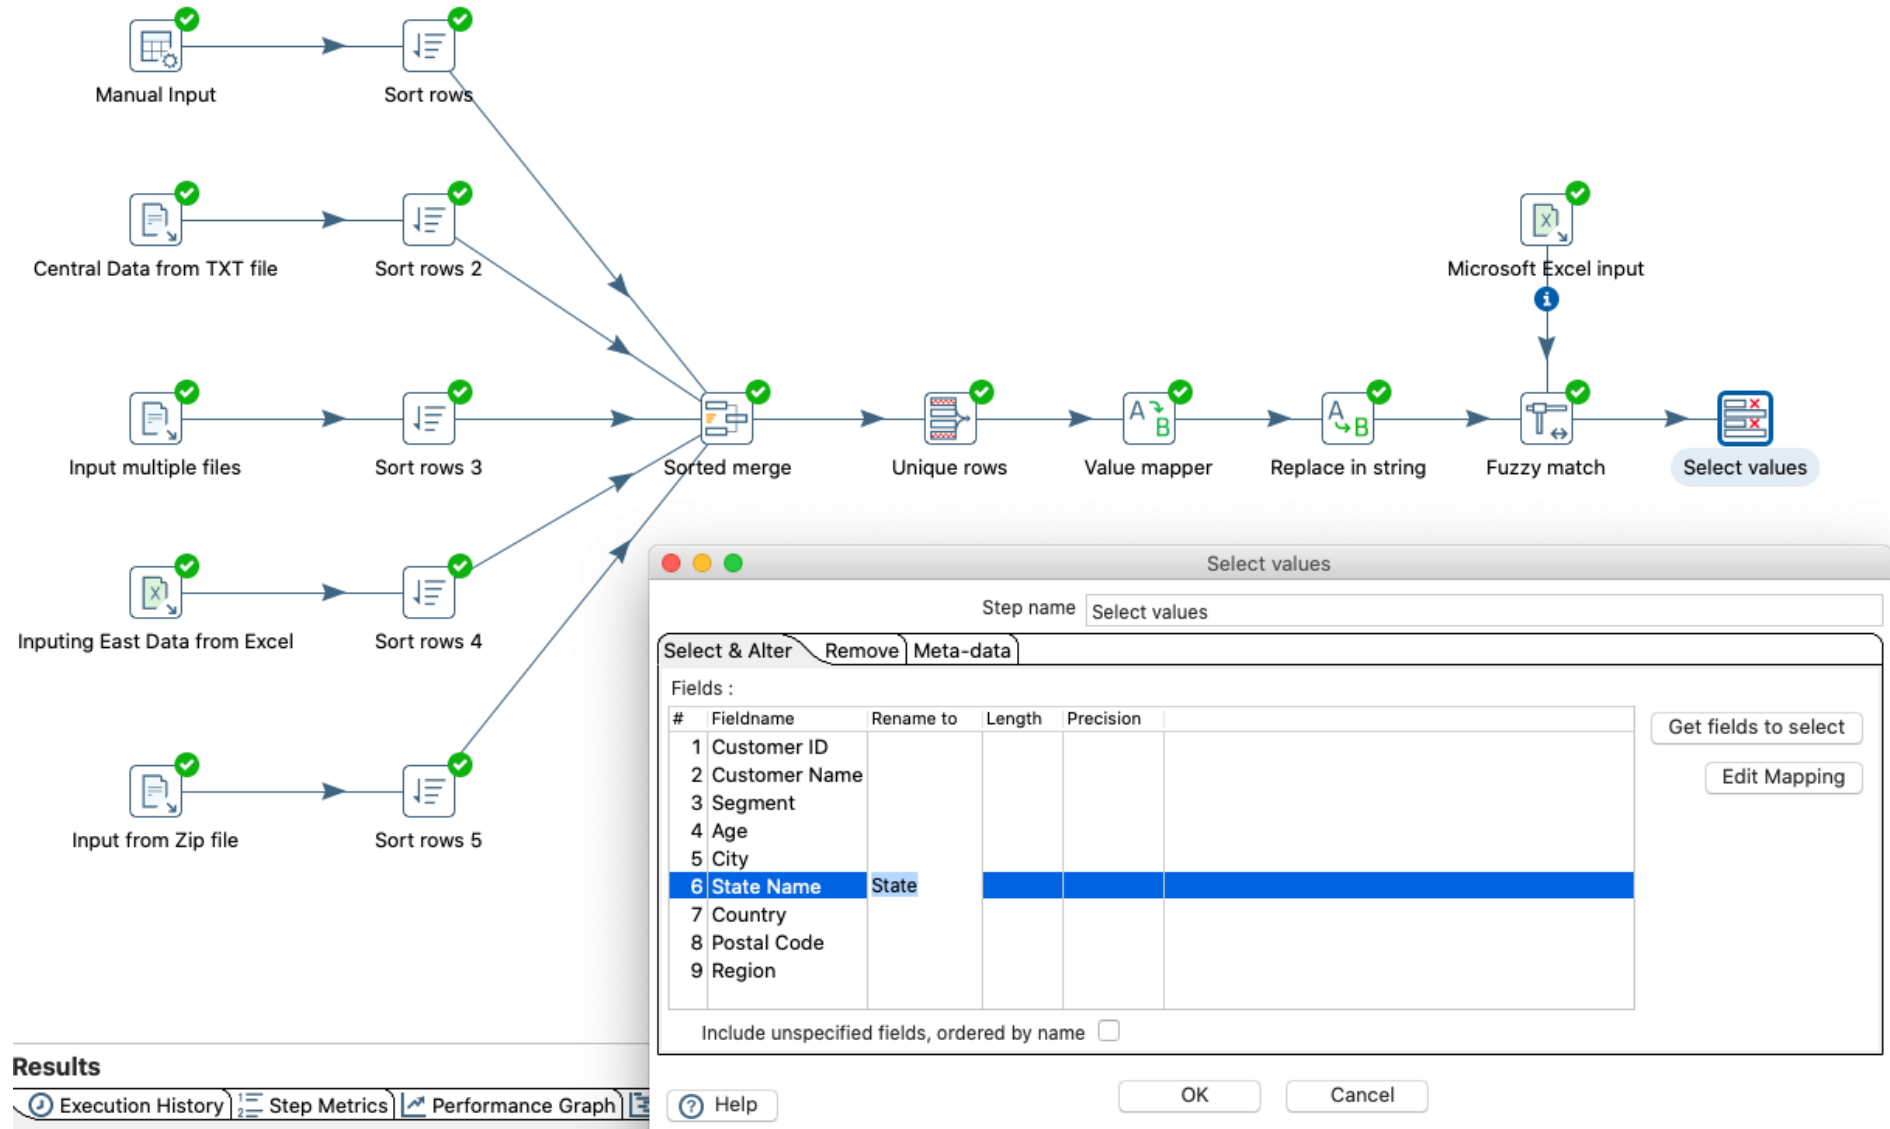 Manual Input
Sort rows
Central Data from TXT file
Sort rows 2
Microsoft Excel input
Input multiple files
Sort rows 3
Sorted merge
Unique rows
Value mapper
Replace in string
Fuzzy match
Select values
Inputing East Data from Excel
Sort rows 4
Input from Zip file
Sort rows 5
Select values
Step name Select values
Select & Alter Remove Meta-data
Fields :
# Fieldname Rename to Length Precision
1 Customer ID
2 Customer Name
3 Segment
4 Age
5 City
6 State Name State
7 Country
8 Postal Code
9 Region
Get fields to select
Edit Mapping
Include unspecified fields, ordered by name
Results
Execution History Step Metrics Performance Graph
Help OK Cancel